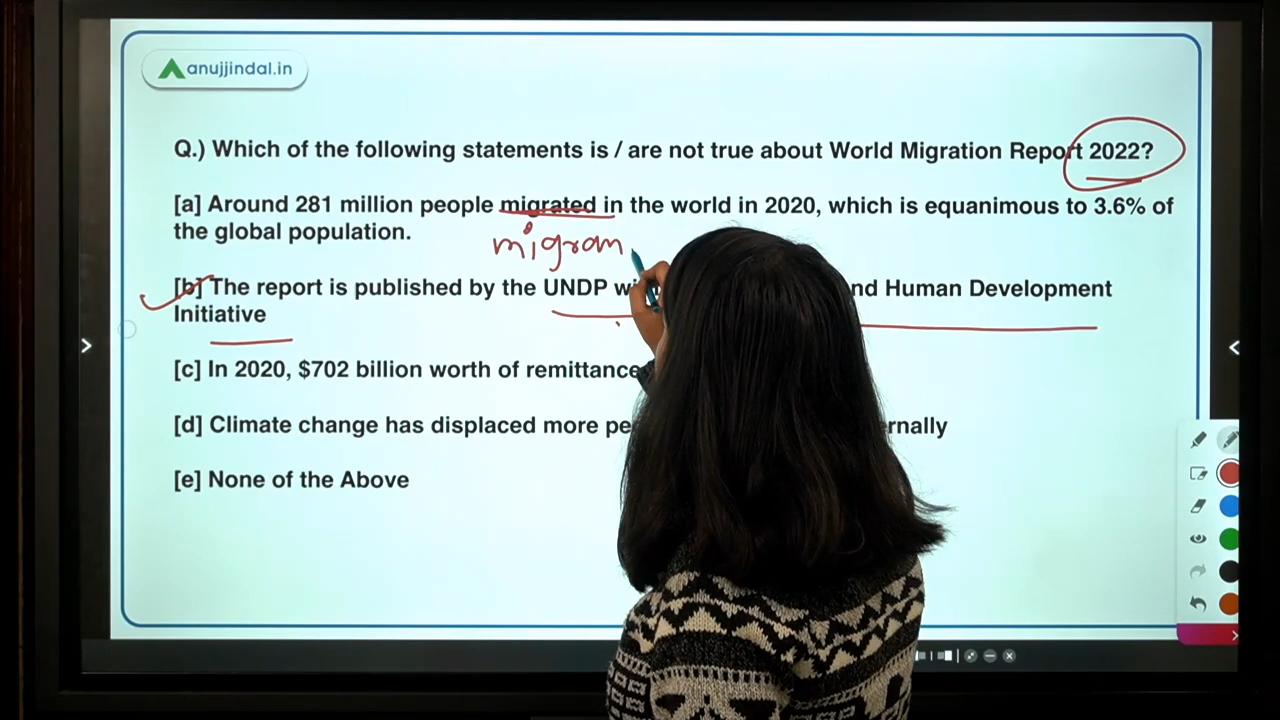 anujjindal.in
Q.) Which of the following statements is / are not true about World Migration Report 2022?
[a] Around 281 million people migrated in the world in 2020, which is equanimous to 3.6% of
the global population.
migran
[b] The report is published by the UNDP nd Human Development
Initiative
[c] In 2020, $702 billion worth of remittance
[d] Climate change has displaced more rnally
[e] None of the Above